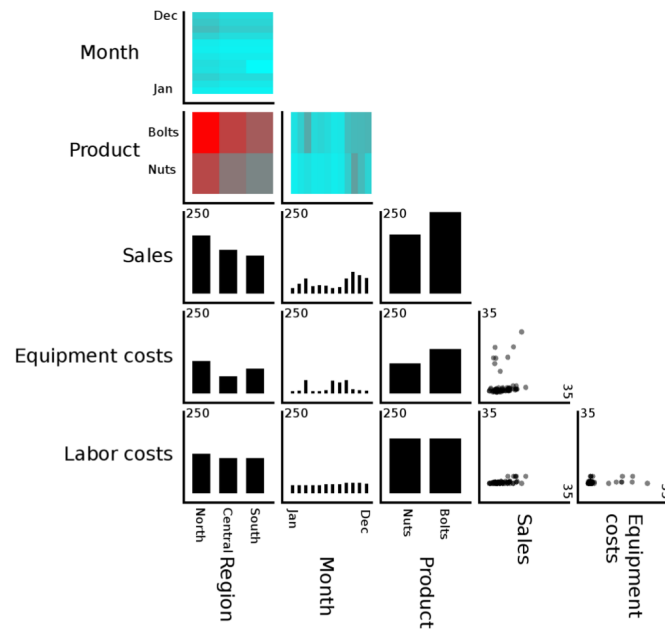 Dec
Month
Jan
Bolts
Product
Nuts
250
250
Sales
250
250
250
35
Equipment costs
35
250
250
250
35
35
Labor costs
35
35
North
Central
South
Jan
Dec
Nuts
Bolts
Region
Month
Product
Sales
Equipment
costs